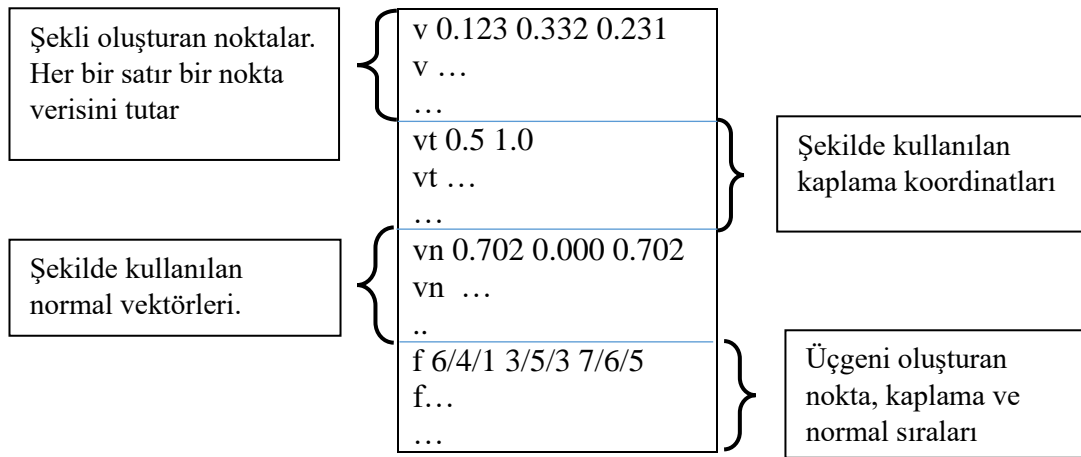 Şekli oluşturan noktalar.
Her bir satır bir nokta
verisini tutar
v 0.123 0.332 0.231
v …
…
vt 0.5 1.0
vt …
…
Şekilde kullanılan
kaplama koordinatları
Şekilde kullanılan
normal vektörleri.
vn 0.702 0.000 0.702
vn  …
..
f 6/4/1 3/5/3 7/6/5
f…
…
Üçgeni oluşturan
nokta, kaplama ve
normal sıraları